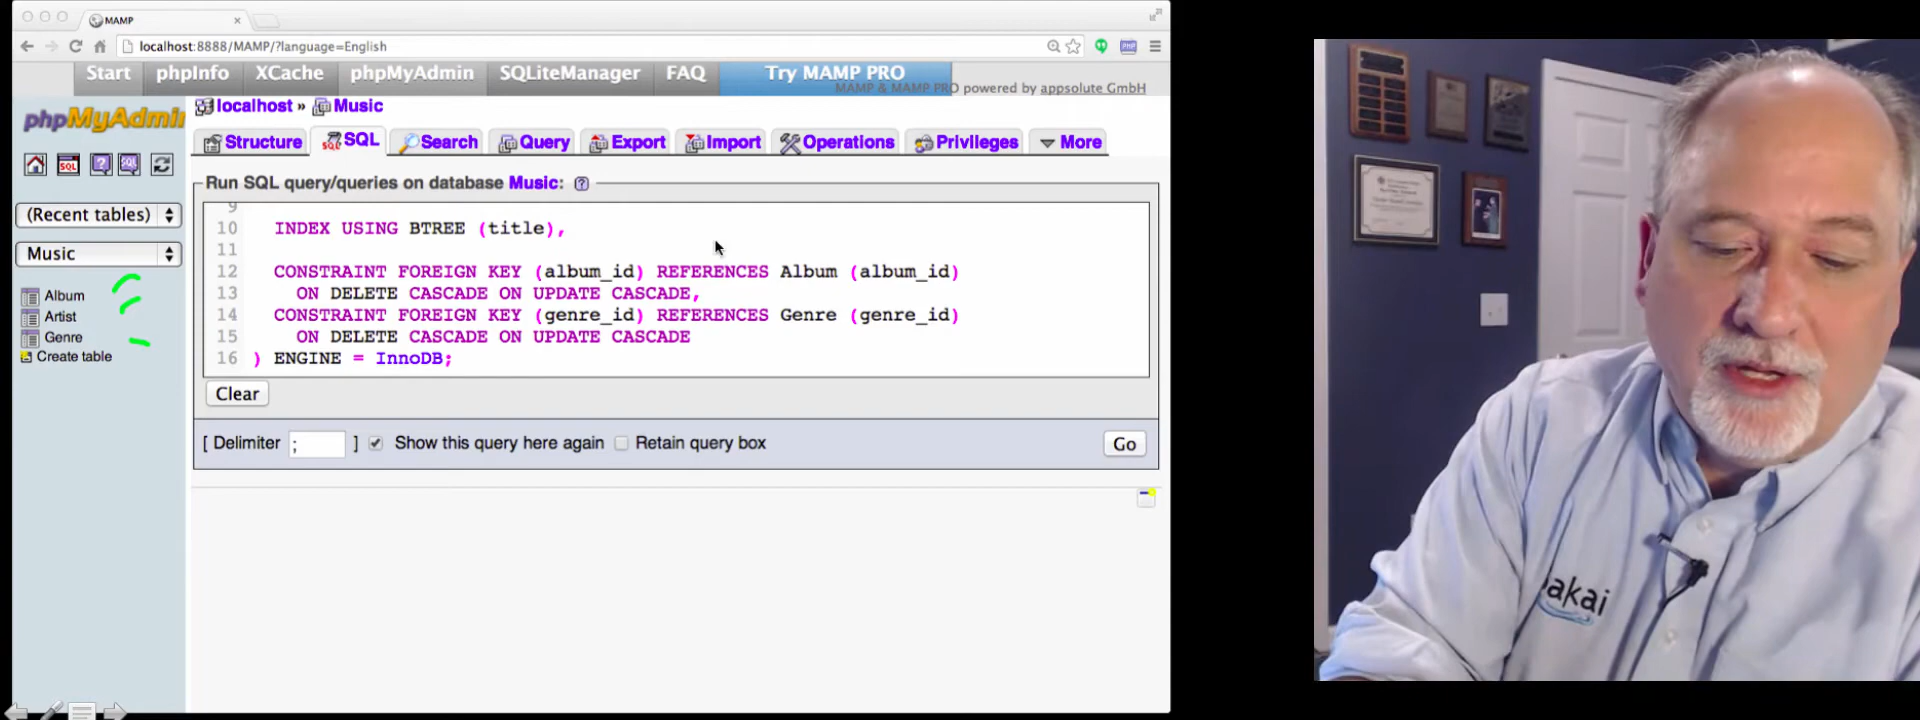 MAMP
localhost:8888/MAMP/?language=English
Start phpInfo XCache phpMyAdmin SQLiteManager FAQ Try MAMP PRO
MAMP & MAMP PRO powered by appsolute GmbH
phpMyAdmin
localhost » Music
Structure SQL Search Query Export Import Operations Privileges More
SQL
(Recent tables)
Music
Album
Artist
Genre
Create table
Run SQL query/queries on database Music:
9
10 INDEX USING BTREE (title),
11
12 CONSTRAINT FOREIGN KEY (album_id) REFERENCES Album (album_id)
13 ON DELETE CASCADE ON UPDATE CASCADE,
14 CONSTRAINT FOREIGN KEY (genre_id) REFERENCES Genre (genre_id)
15 ON DELETE CASCADE ON UPDATE CASCADE
16 ) ENGINE = InnoDB;
Clear
[ Delimiter ; ] Show this query here again Retain query box Go
akai